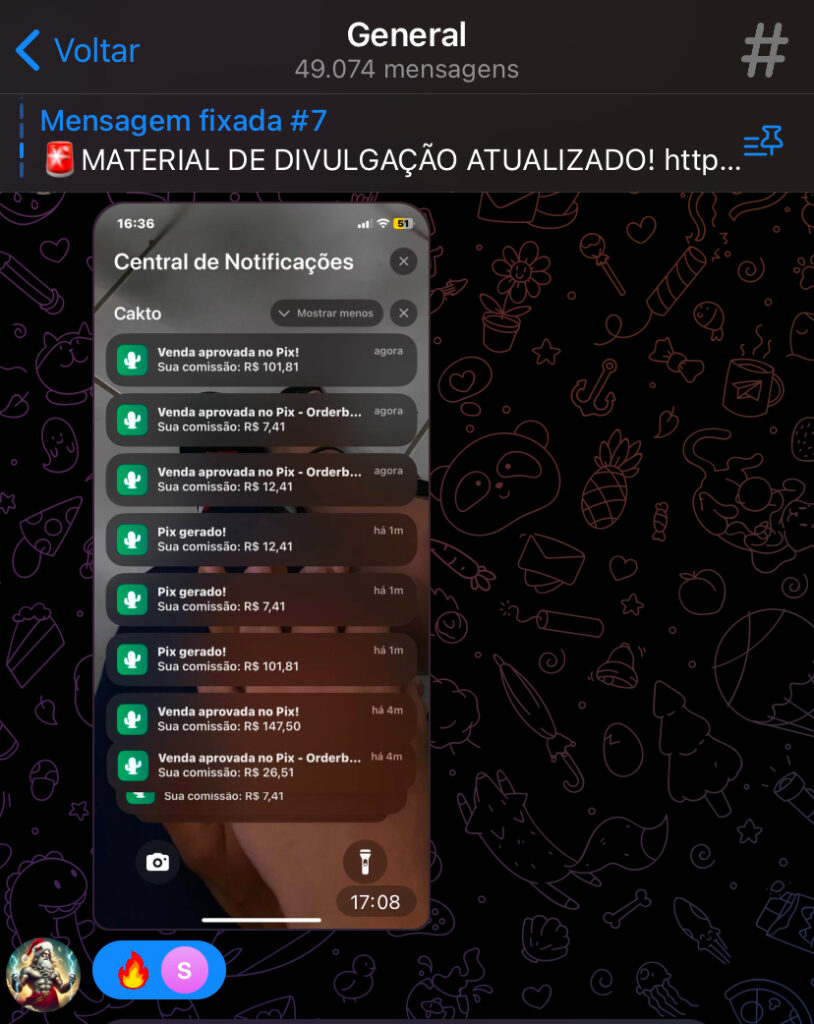 Voltar
General
49.074 mensagens
#
Mensagem fixada #7
🚨MATERIAL DE DIVULGAÇÃO ATUALIZADO! http...
16:36
51
Central de Notificações
Cakto
Mostrar menos
Venda aprovada no Pix!
agora
Sua comissão: R$ 101,81
Venda aprovada no Pix - Orderb...
agora
Sua comissão: R$ 7,41
Venda aprovada no Pix - Orderb...
agora
Sua comissão: R$ 12,41
Pix gerado!
há 1m
Sua comissão: R$ 12,41
Pix gerado!
há 1m
Sua comissão: R$ 7,41
Pix gerado!
há 1m
Sua comissão: R$ 101,81
Venda aprovada no Pix!
há 4m
Sua comissão: R$ 147,50
Venda aprovada no Pix - Orderb...
há 4m
Sua comissão: R$ 26,51
Sua comissão: R$ 7,41
17:08
S